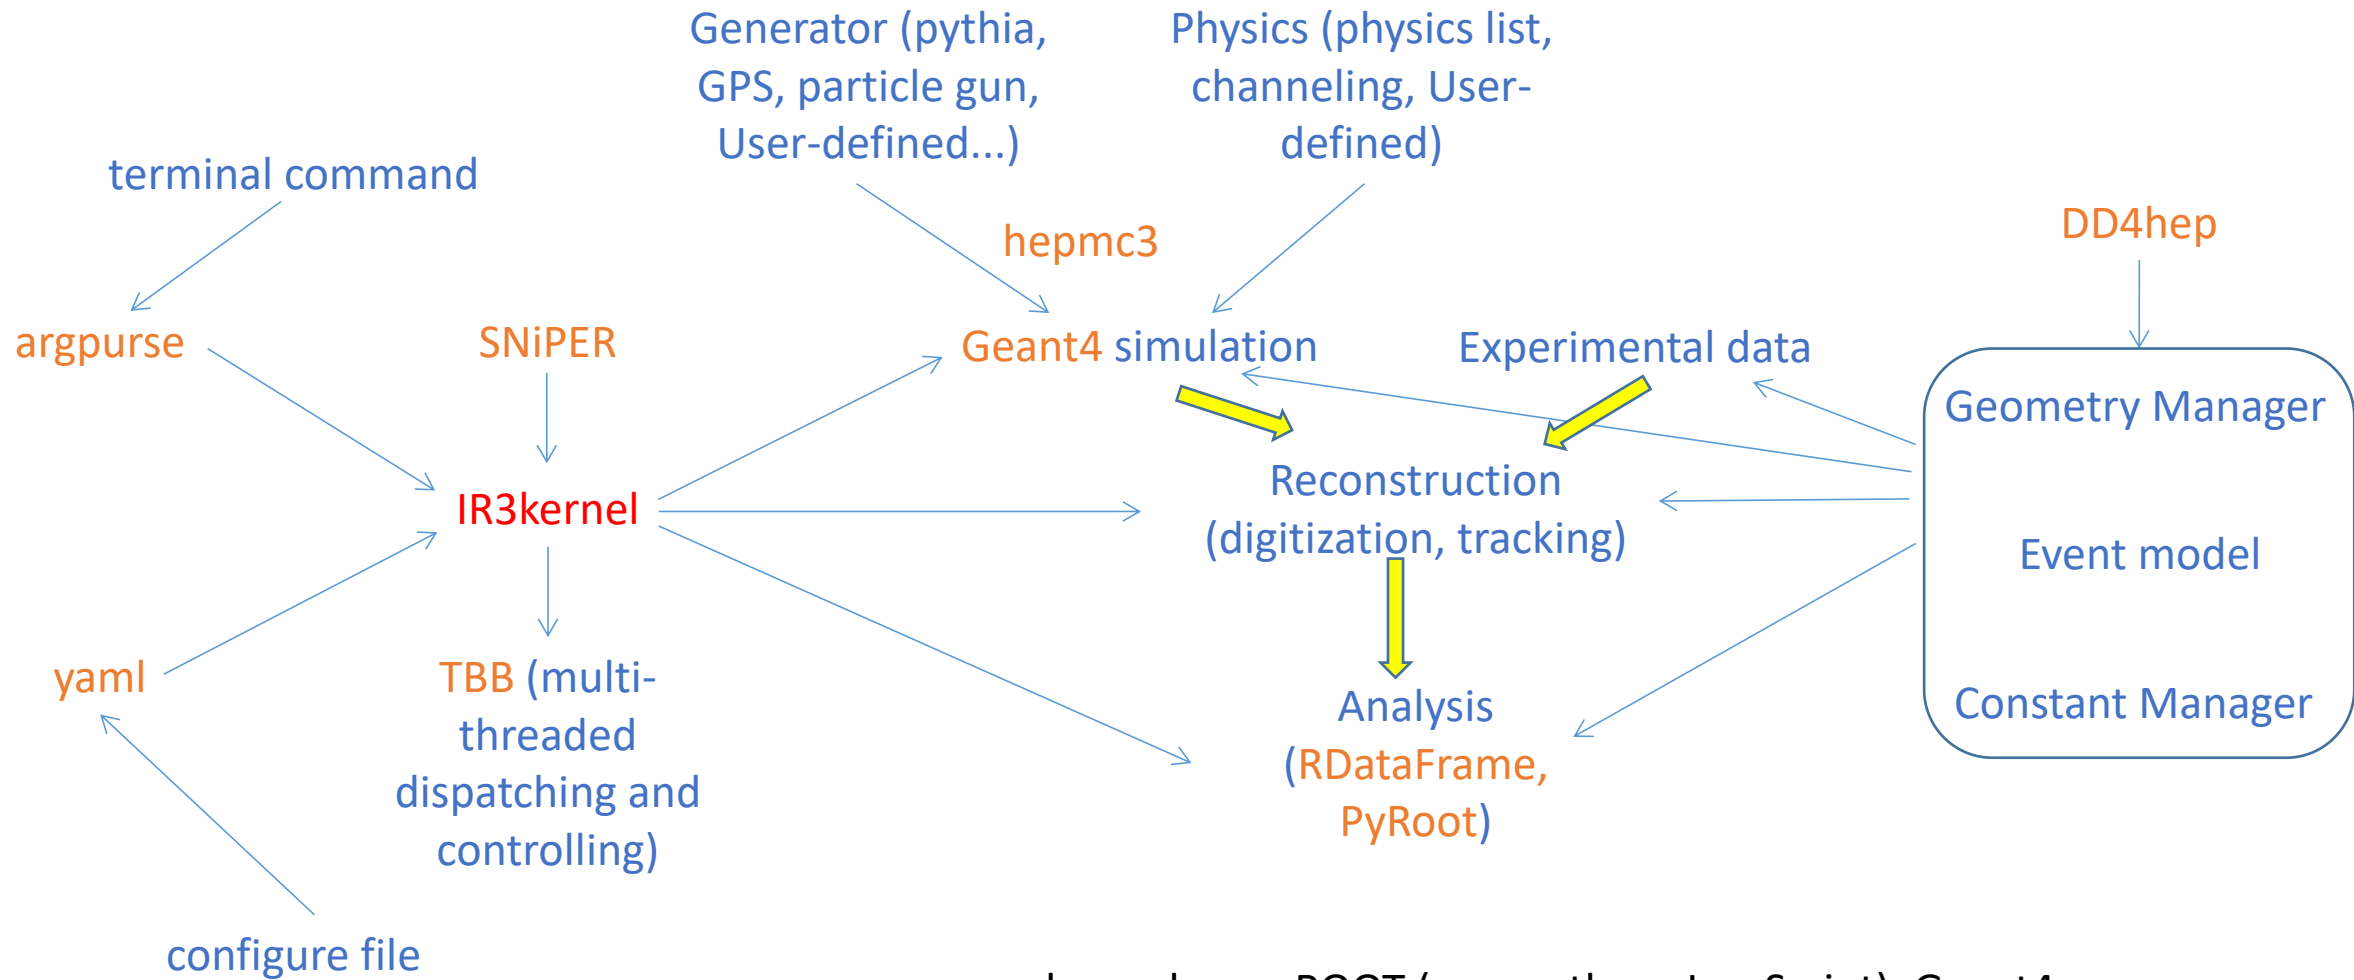 Generator (pythia,
GPS, particle gun,
User-defined...)
Physics (physics list,
channeling, User-
defined)
terminal command
hepmc3
DD4hep
argpurse
SNiPER
Geant4 simulation
Experimental data
Geometry Manager
Event model
Constant Manager
IR3kernel
Reconstruction
(digitization, tracking)
yaml
TBB (multi-
threaded
dispatching and
controlling)
Analysis
(RDataFrame,
PyRoot)
configure file